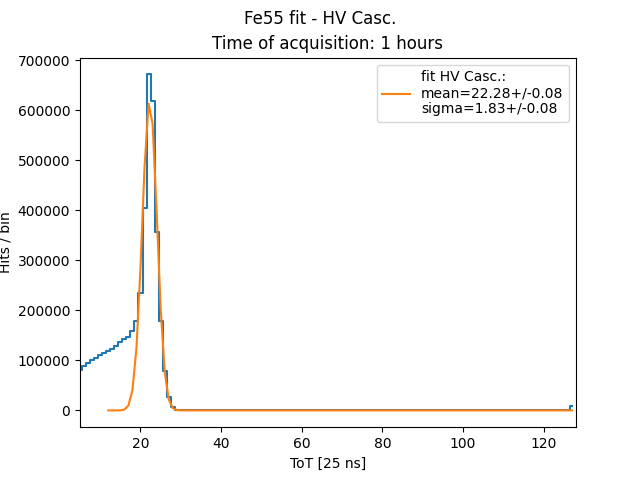 Fe55 fit - HV Casc.
Time of acquisition: 1 hours
700000
600000
500000
400000
300000
200000
100000
0
Hits / bin
fit HV Casc.:
mean=22.28+/-0.08
sigma=1.83+/-0.08
20 40 60 80 100 120
ToT [25 ns]